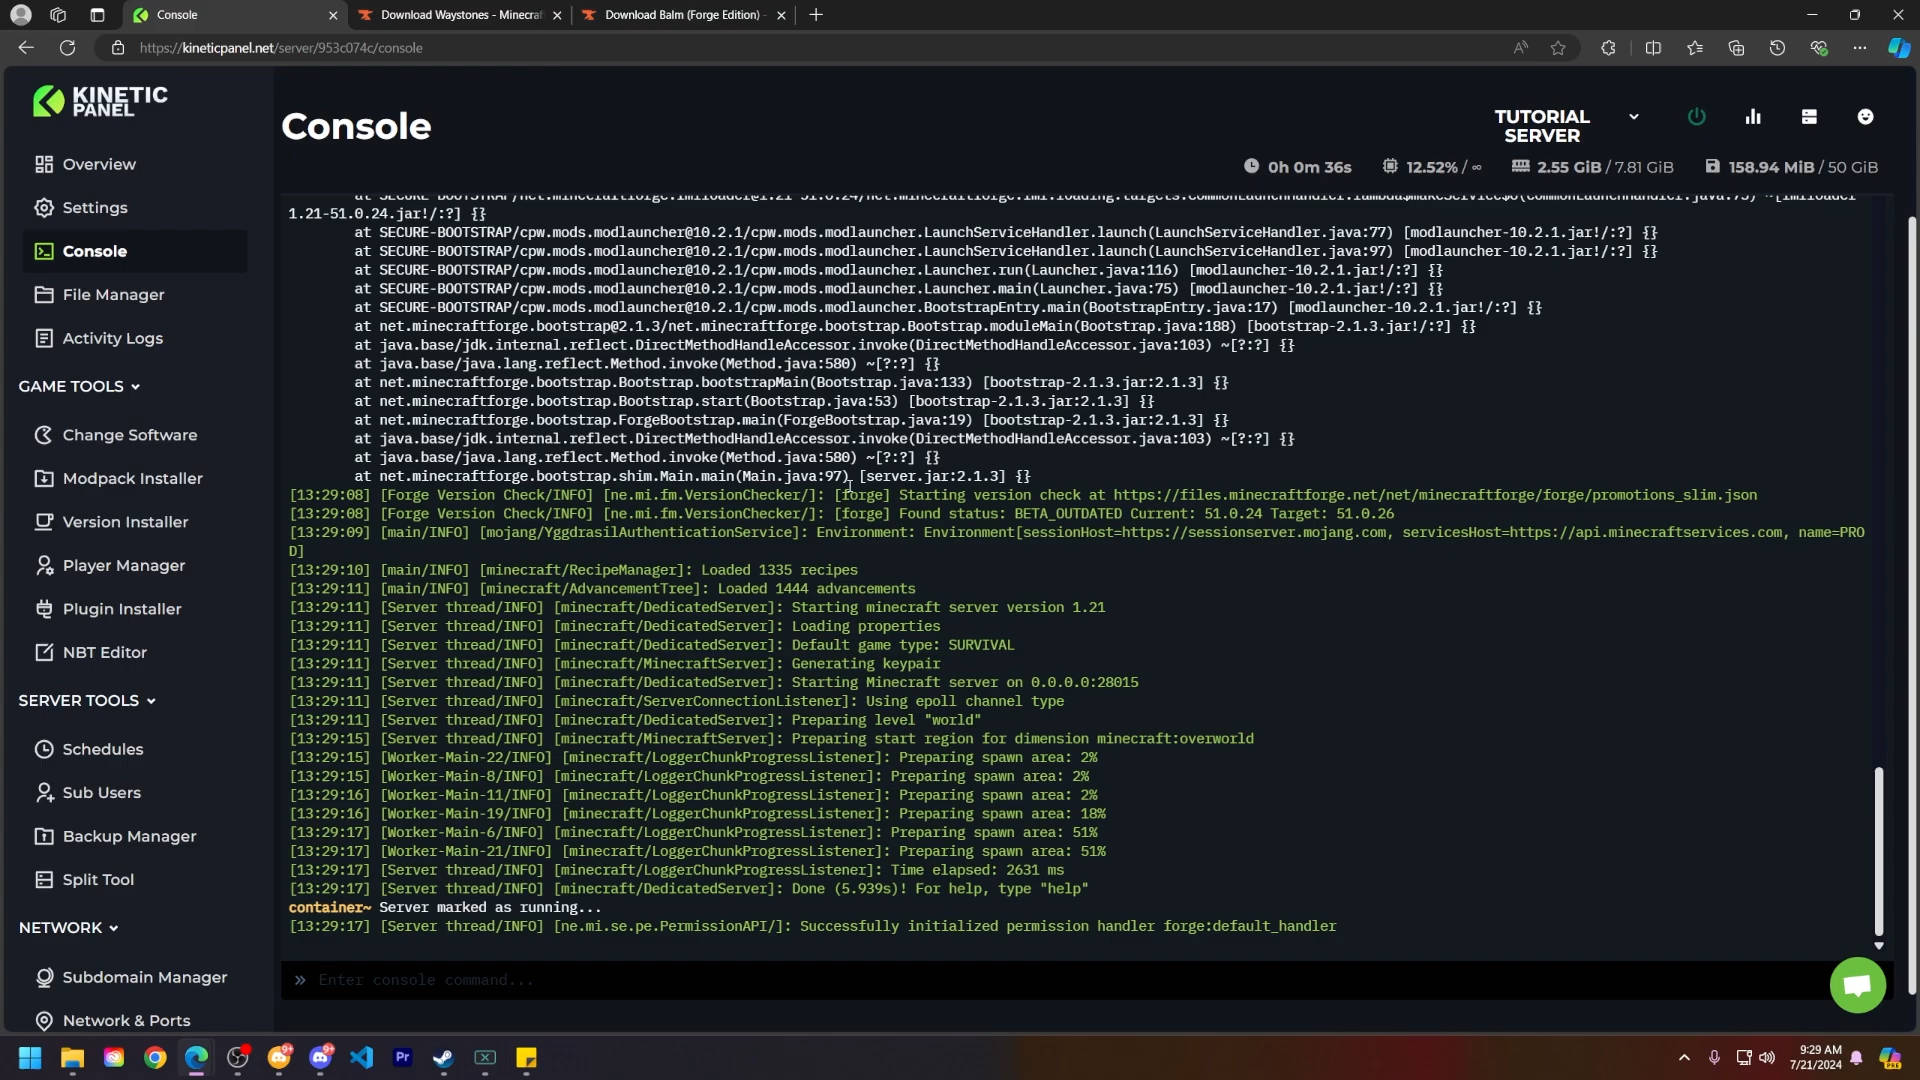 Console
Download Waystones - Minecraf
Download Balm (Forge Edition) -
https://kineticpanel.net/server/953c074c/console
KINETIC
PANEL
Console
TUTORIAL
SERVER
0h 0m 36s
12.52% / ∞
2.55 GiB / 7.81 GiB
158.94 MiB / 50 GiB
Overview
Settings
Console
File Manager
Activity Logs
GAME TOOLS
Change Software
Modpack Installer
Version Installer
Player Manager
Plugin Installer
NBT Editor
SERVER TOOLS
Schedules
Sub Users
Backup Manager
Split Tool
NETWORK
Subdomain Manager
Network & Ports
1.21-51.0.24.jar!/:?] {}
at SECURE-BOOTSTRAP/cpw.mods.modlauncher@10.2.1/cpw.mods.modlauncher.LaunchServiceHandler.launch(LaunchServiceHandler.java:77) [modlauncher-10.2.1.jar!/:?] {}
at SECURE-BOOTSTRAP/cpw.mods.modlauncher@10.2.1/cpw.mods.modlauncher.LaunchServiceHandler.launch(LaunchServiceHandler.java:97) [modlauncher-10.2.1.jar!/:?] {}
at SECURE-BOOTSTRAP/cpw.mods.modlauncher@10.2.1/cpw.mods.modlauncher.Launcher.run(Launcher.java:116) [modlauncher-10.2.1.jar!/:?] {}
at SECURE-BOOTSTRAP/cpw.mods.modlauncher@10.2.1/cpw.mods.modlauncher.Launcher.main(Launcher.java:75) [modlauncher-10.2.1.jar!/:?] {}
at SECURE-BOOTSTRAP/cpw.mods.modlauncher@10.2.1/cpw.mods.modlauncher.BootstrapEntry.main(BootstrapEntry.java:17) [modlauncher-10.2.1.jar!/:?] {}
at net.minecraftforge.bootstrap@2.1.3/net.minecraftforge.bootstrap.Bootstrap.moduleMain(Bootstrap.java:188) [bootstrap-2.1.3.jar!/:?] {}
at java.base/jdk.internal.reflect.DirectMethodHandleAccessor.invoke(DirectMethodHandleAccessor.java:103) ~[?:?] {}
at java.base/java.lang.reflect.Method.invoke(Method.java:580) ~[?:?] {}
at net.minecraftforge.bootstrap.Bootstrap.bootstrapMain(Bootstrap.java:133) [bootstrap-2.1.3.jar:2.1.3] {}
at net.minecraftforge.bootstrap.Bootstrap.start(Bootstrap.java:53) [bootstrap-2.1.3.jar:2.1.3] {}
at net.minecraftforge.bootstrap.ForgeBootstrap.main(ForgeBootstrap.java:19) [bootstrap-2.1.3.jar:2.1.3] {}
at java.base/jdk.internal.reflect.DirectMethodHandleAccessor.invoke(DirectMethodHandleAccessor.java:103) ~[?:?] {}
at java.base/java.lang.reflect.Method.invoke(Method.java:580) ~[?:?] {}
at net.minecraftforge.bootstrap.shim.Main.main(Main.java:97) [server.jar:2.1.3] {}
[13:29:08] [Forge Version Check/INFO] [ne.mi.fm.VersionChecker/]: [forge] Starting version check at https://files.minecraftforge.net/net/minecraftforge/forge/promotions_slim.json
[13:29:08] [Forge Version Check/INFO] [ne.mi.fm.VersionChecker/]: [forge] Found status: BETA_OUTDATED Current: 51.0.24 Target: 51.0.26
[13:29:09] [main/INFO] [mojang/YggdrasilAuthenticationService]: Environment: Environment[sessionHost=https://sessionserver.mojang.com, servicesHost=https://api.minecraftservices.com, name=PRO
D]
[13:29:10] [main/INFO] [minecraft/RecipeManager]: Loaded 1335 recipes
[13:29:11] [main/INFO] [minecraft/AdvancementTree]: Loaded 1444 advancements
[13:29:11] [Server thread/INFO] [minecraft/DedicatedServer]: Starting minecraft server version 1.21
[13:29:11] [Server thread/INFO] [minecraft/DedicatedServer]: Loading properties
[13:29:11] [Server thread/INFO] [minecraft/DedicatedServer]: Default game type: SURVIVAL
[13:29:11] [Server thread/INFO] [minecraft/MinecraftServer]: Generating keypair
[13:29:11] [Server thread/INFO] [minecraft/DedicatedServer]: Starting Minecraft server on 0.0.0.0:28015
[13:29:11] [Server thread/INFO] [minecraft/ServerConnectionListener]: Using epoll channel type
[13:29:11] [Server thread/INFO] [minecraft/DedicatedServer]: Preparing level "world"
[13:29:15] [Server thread/INFO] [minecraft/MinecraftServer]: Preparing start region for dimension minecraft:overworld
[13:29:15] [Worker-Main-22/INFO] [minecraft/LoggerChunkProgressListener]: Preparing spawn area: 2%
[13:29:15] [Worker-Main-8/INFO] [minecraft/LoggerChunkProgressListener]: Preparing spawn area: 2%
[13:29:16] [Worker-Main-11/INFO] [minecraft/LoggerChunkProgressListener]: Preparing spawn area: 2%
[13:29:16] [Worker-Main-19/INFO] [minecraft/LoggerChunkProgressListener]: Preparing spawn area: 18%
[13:29:17] [Worker-Main-6/INFO] [minecraft/LoggerChunkProgressListener]: Preparing spawn area: 51%
[13:29:17] [Worker-Main-21/INFO] [minecraft/LoggerChunkProgressListener]: Preparing spawn area: 51%
[13:29:17] [Server thread/INFO] [minecraft/LoggerChunkProgressListener]: Time elapsed: 2631 ms
[13:29:17] [Server thread/INFO] [minecraft/DedicatedServer]: Done (5.939s)! For help, type "help"
container~ Server marked as running...
[13:29:17] [Server thread/INFO] [ne.mi.se.pe.PermissionAPI/]: Successfully initialized permission handler forge:default_handler
» Enter console command...
9:29 AM
7/21/2024